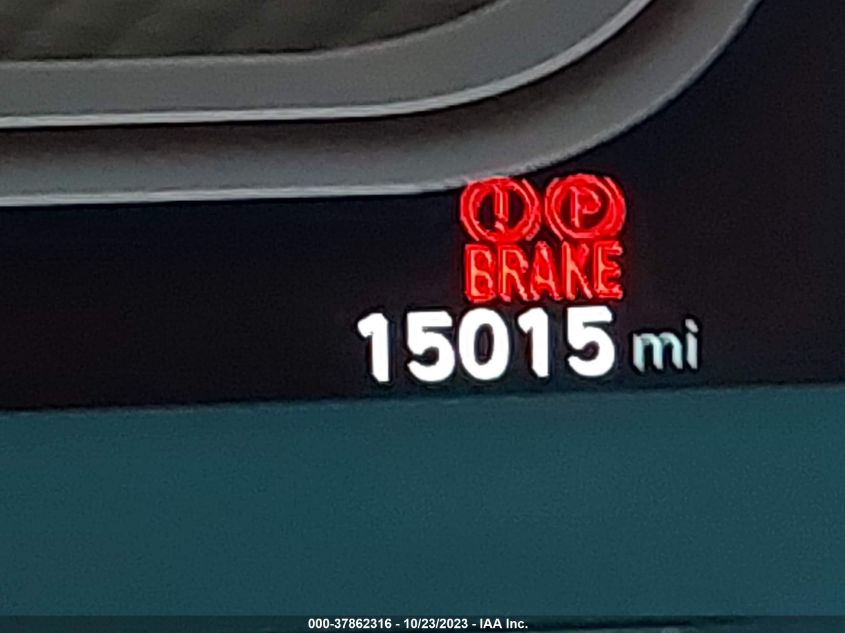 ! P
BRAKE
15015 mi
000-37862316 - 10/23/2023 - IAA Inc.